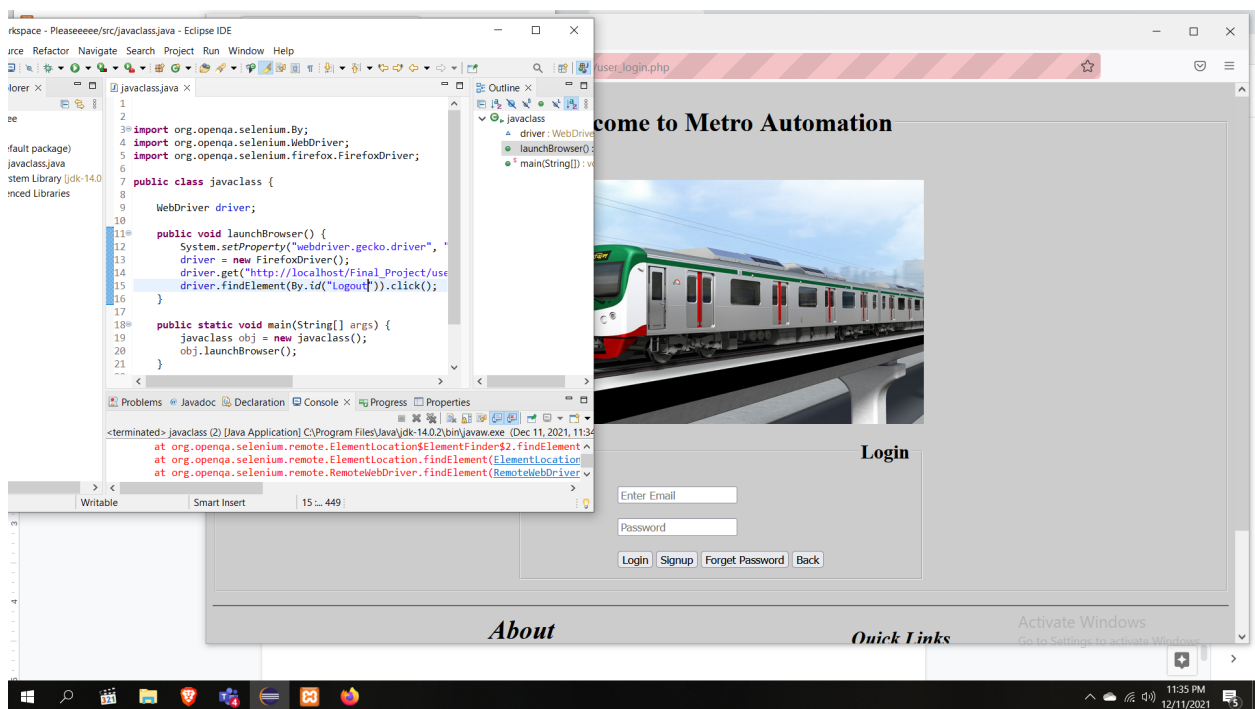 rkspace - Pleaseeeee/src/javaclass.java - Eclipse IDE
urce Refactor Navigate Search Project Run Window Help
lorer
ee
fault package)
javaclass.java
stem Library [jdk-14.0
enced Libraries
javaclass.java
1
2
3 import org.openqa.selenium.By;
4 import org.openqa.selenium.WebDriver;
5 import org.openqa.selenium.firefox.FirefoxDriver;
6
7 public class javaclass {
8
9 WebDriver driver;
10
11 public void launchBrowser() {
12 System.setProperty("webdriver.gecko.driver", "
13 driver = new FirefoxDriver();
14 driver.get("http://localhost/Final_Project/use
15 driver.findElement(By.id("Logout")).click();
16 }
17
18 public static void main(String[] args) {
19 javaclass obj = new javaclass();
20 obj.launchBrowser();
21 }
Outline
javaclass
driver : WebDrive
launchBrowser() :
main(String[]) : v
Problems Javadoc Declaration Console Progress Properties
<terminated> javaclass (2) [Java Application] C:\Program Files\Java\jdk-14.0.2\bin\javaw.exe (Dec 11, 2021, 11:34
at org.openqa.selenium.remote.ElementLocation$ElementFinder$2.findElement
at org.openqa.selenium.remote.ElementLocation.findElement(ElementLocation
at org.openqa.selenium.remote.RemoteWebDriver.findElement(RemoteWebDriver
Writable Smart Insert 15 :... 449
/user_login.php
come to Metro Automation
Login
Enter Email
Password
Login Signup Forget Password Back
About
Quick Links
Activate Windows
Go to Settings to activate Windows.
3
4
11:35 PM
12/11/2021